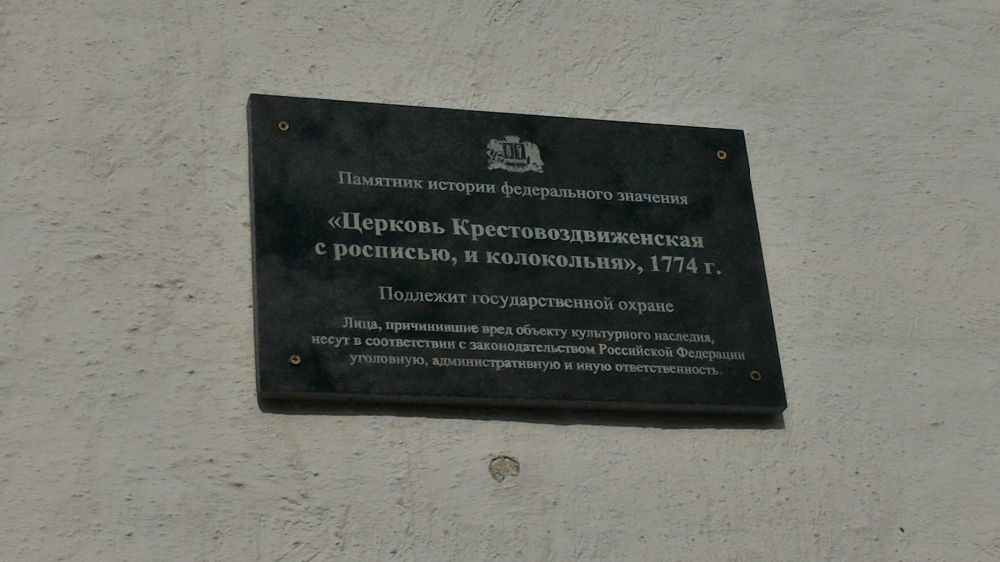 Памятник истории федерального значения
«Церковь Крестовоздвиженская
с росписью, и колокольня», 1774 г.
Подлежит государственной охране
Лица, причинившие вред объекту культурного наследия,
несут в соответствии с законодательством Российской Федерации
уголовную, административную и иную ответственность.